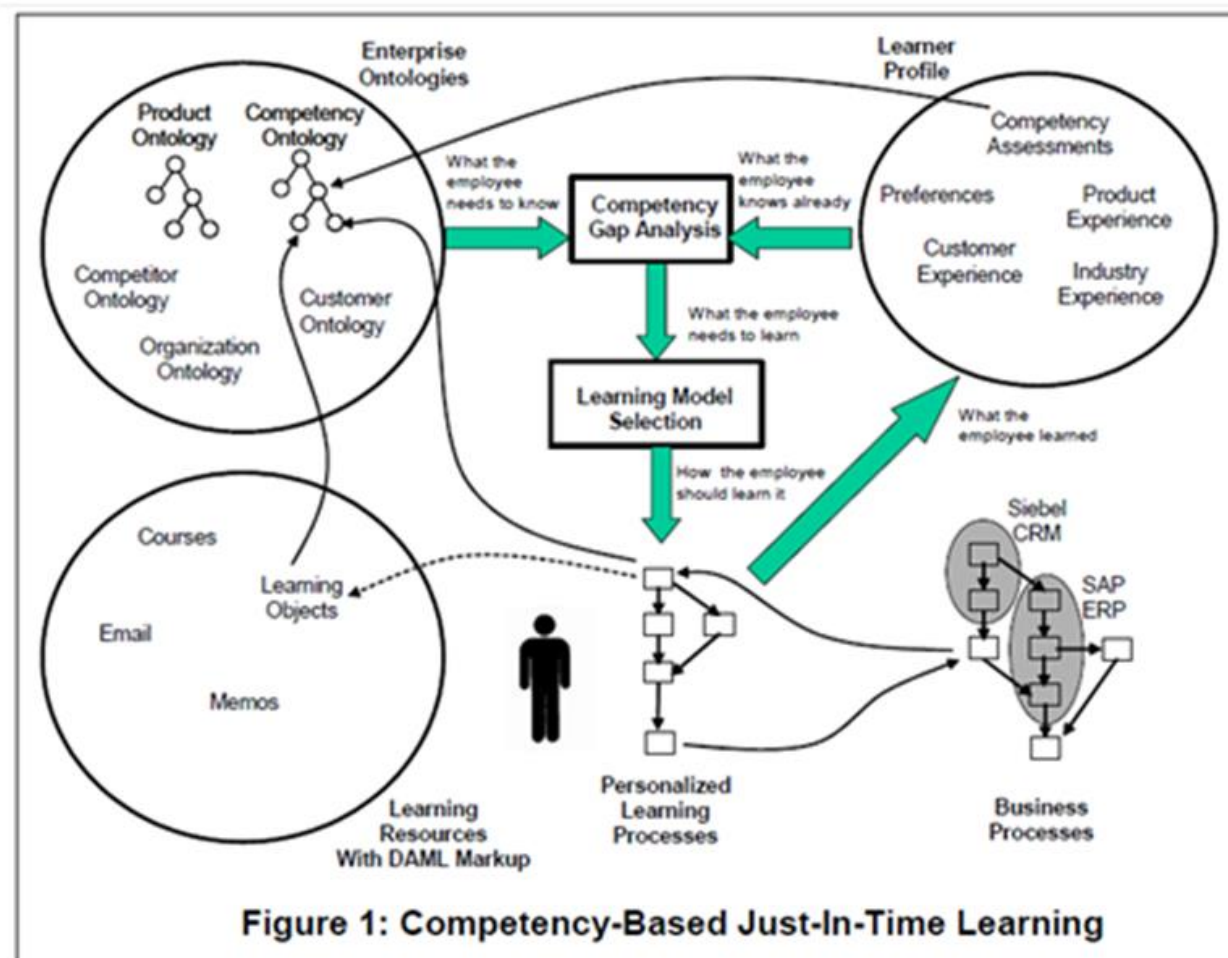 Enterprise
Ontologies
Learner
Profile
Product
Ontology
Competency
Ontology
Competitor
Ontology
Customer
Ontology
Organization
Ontology
What the
employee
needs to know
Competency
Gap Analysis
What the
employee
knows already
Competency
Assessments
Preferences
Product
Experience
Customer
Experience
Industry
Experience
What the employee
needs to learn
Learning Model
Selection
How the employee
should learn it
What the
employee learned
Courses
Learning
Objects
Email
Memos
Learning
Resources
With DAML Markup
Personalized
Learning
Processes
Siebel
CRM
SAP
ERP
Business
Processes
Figure 1: Competency-Based Just-In-Time Learning